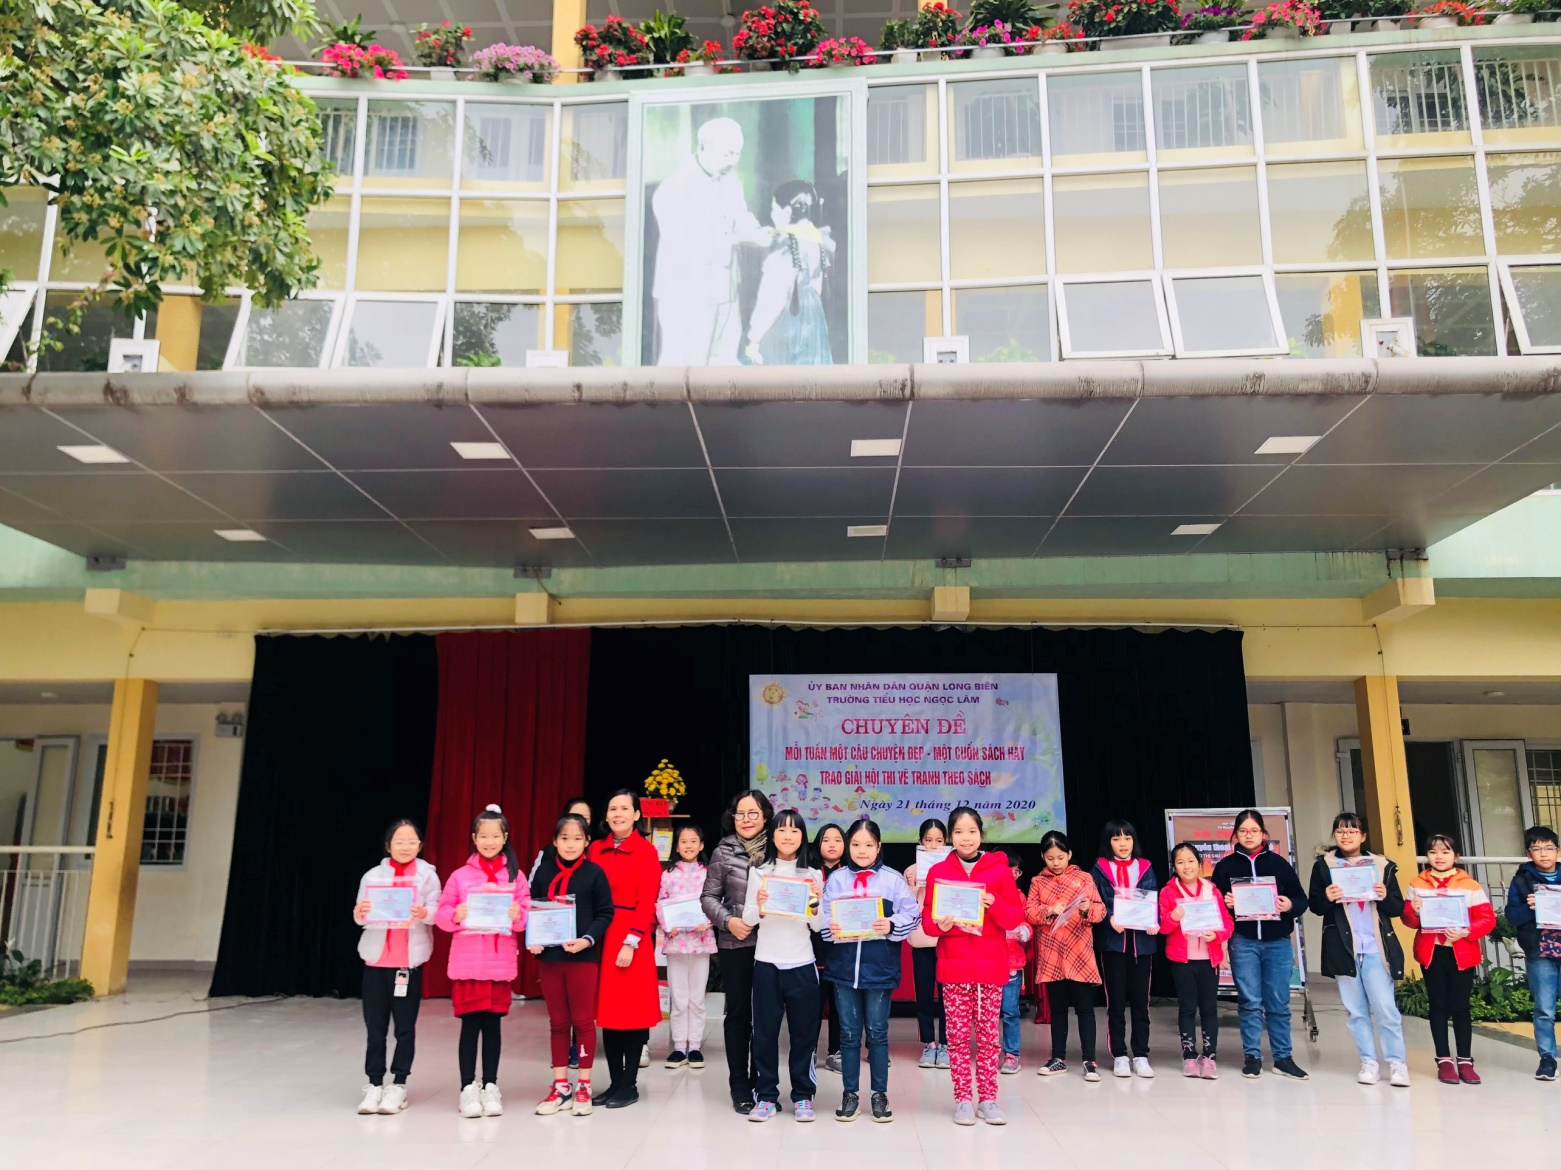 ỦY BAN NHÂN DÂN QUẬN LONG BIÊN
TRƯỜNG TIỂU HỌC NGỌC LÂM
CHUYÊN ĐỀ
MỖI TUẦN MỘT CÂU CHUYỆN ĐẸP - MỘT CUỐN SÁCH HAY
TRAO GIẢI HỘI THI VẼ TRANH THEO SÁCH
Ngày 21 tháng 12 năm 2020